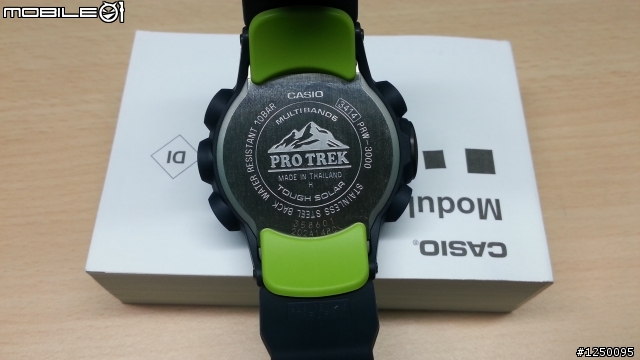 MOBILE01
CASIO
MULTIBAND6
WATER RESISTANT 10BAR
3414 PRW-3000
PRO TREK
MADE IN THAILAND
H
TOUGH SOLAR
STAINLESS STEEL BACK
CASIO®
Modul
DI
#1250095